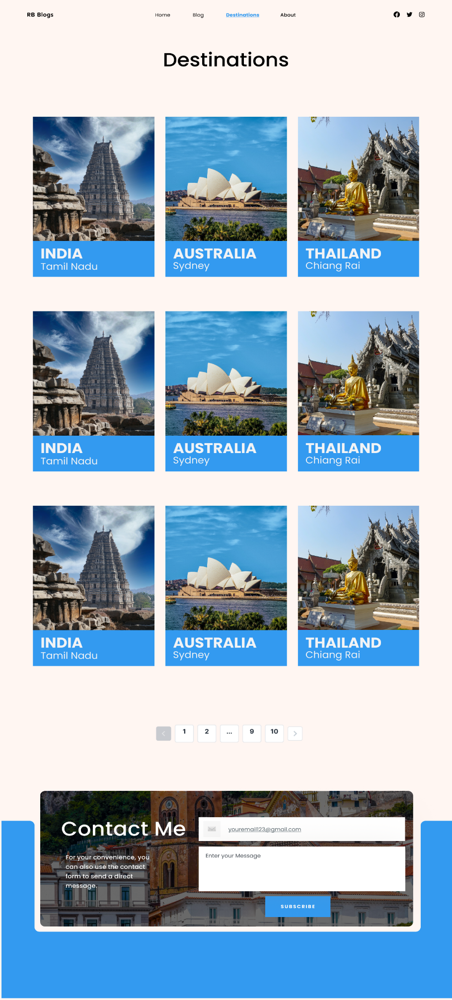 RB Blogs
Home
Blog
Destinations
About
Destinations
INDIA
Tamil Nadu
AUSTRALIA
Sydney
THAILAND
Chiang Rai
INDIA
Tamil Nadu
AUSTRALIA
Sydney
THAILAND
Chiang Rai
INDIA
Tamil Nadu
AUSTRALIA
Sydney
THAILAND
Chiang Rai
1
2
...
9
10
Contact Me
For your convenience, you
can also use the contact
form to send a direct
message.
youremail123@gmail.com
Enter your Message
SUBSCRIBE